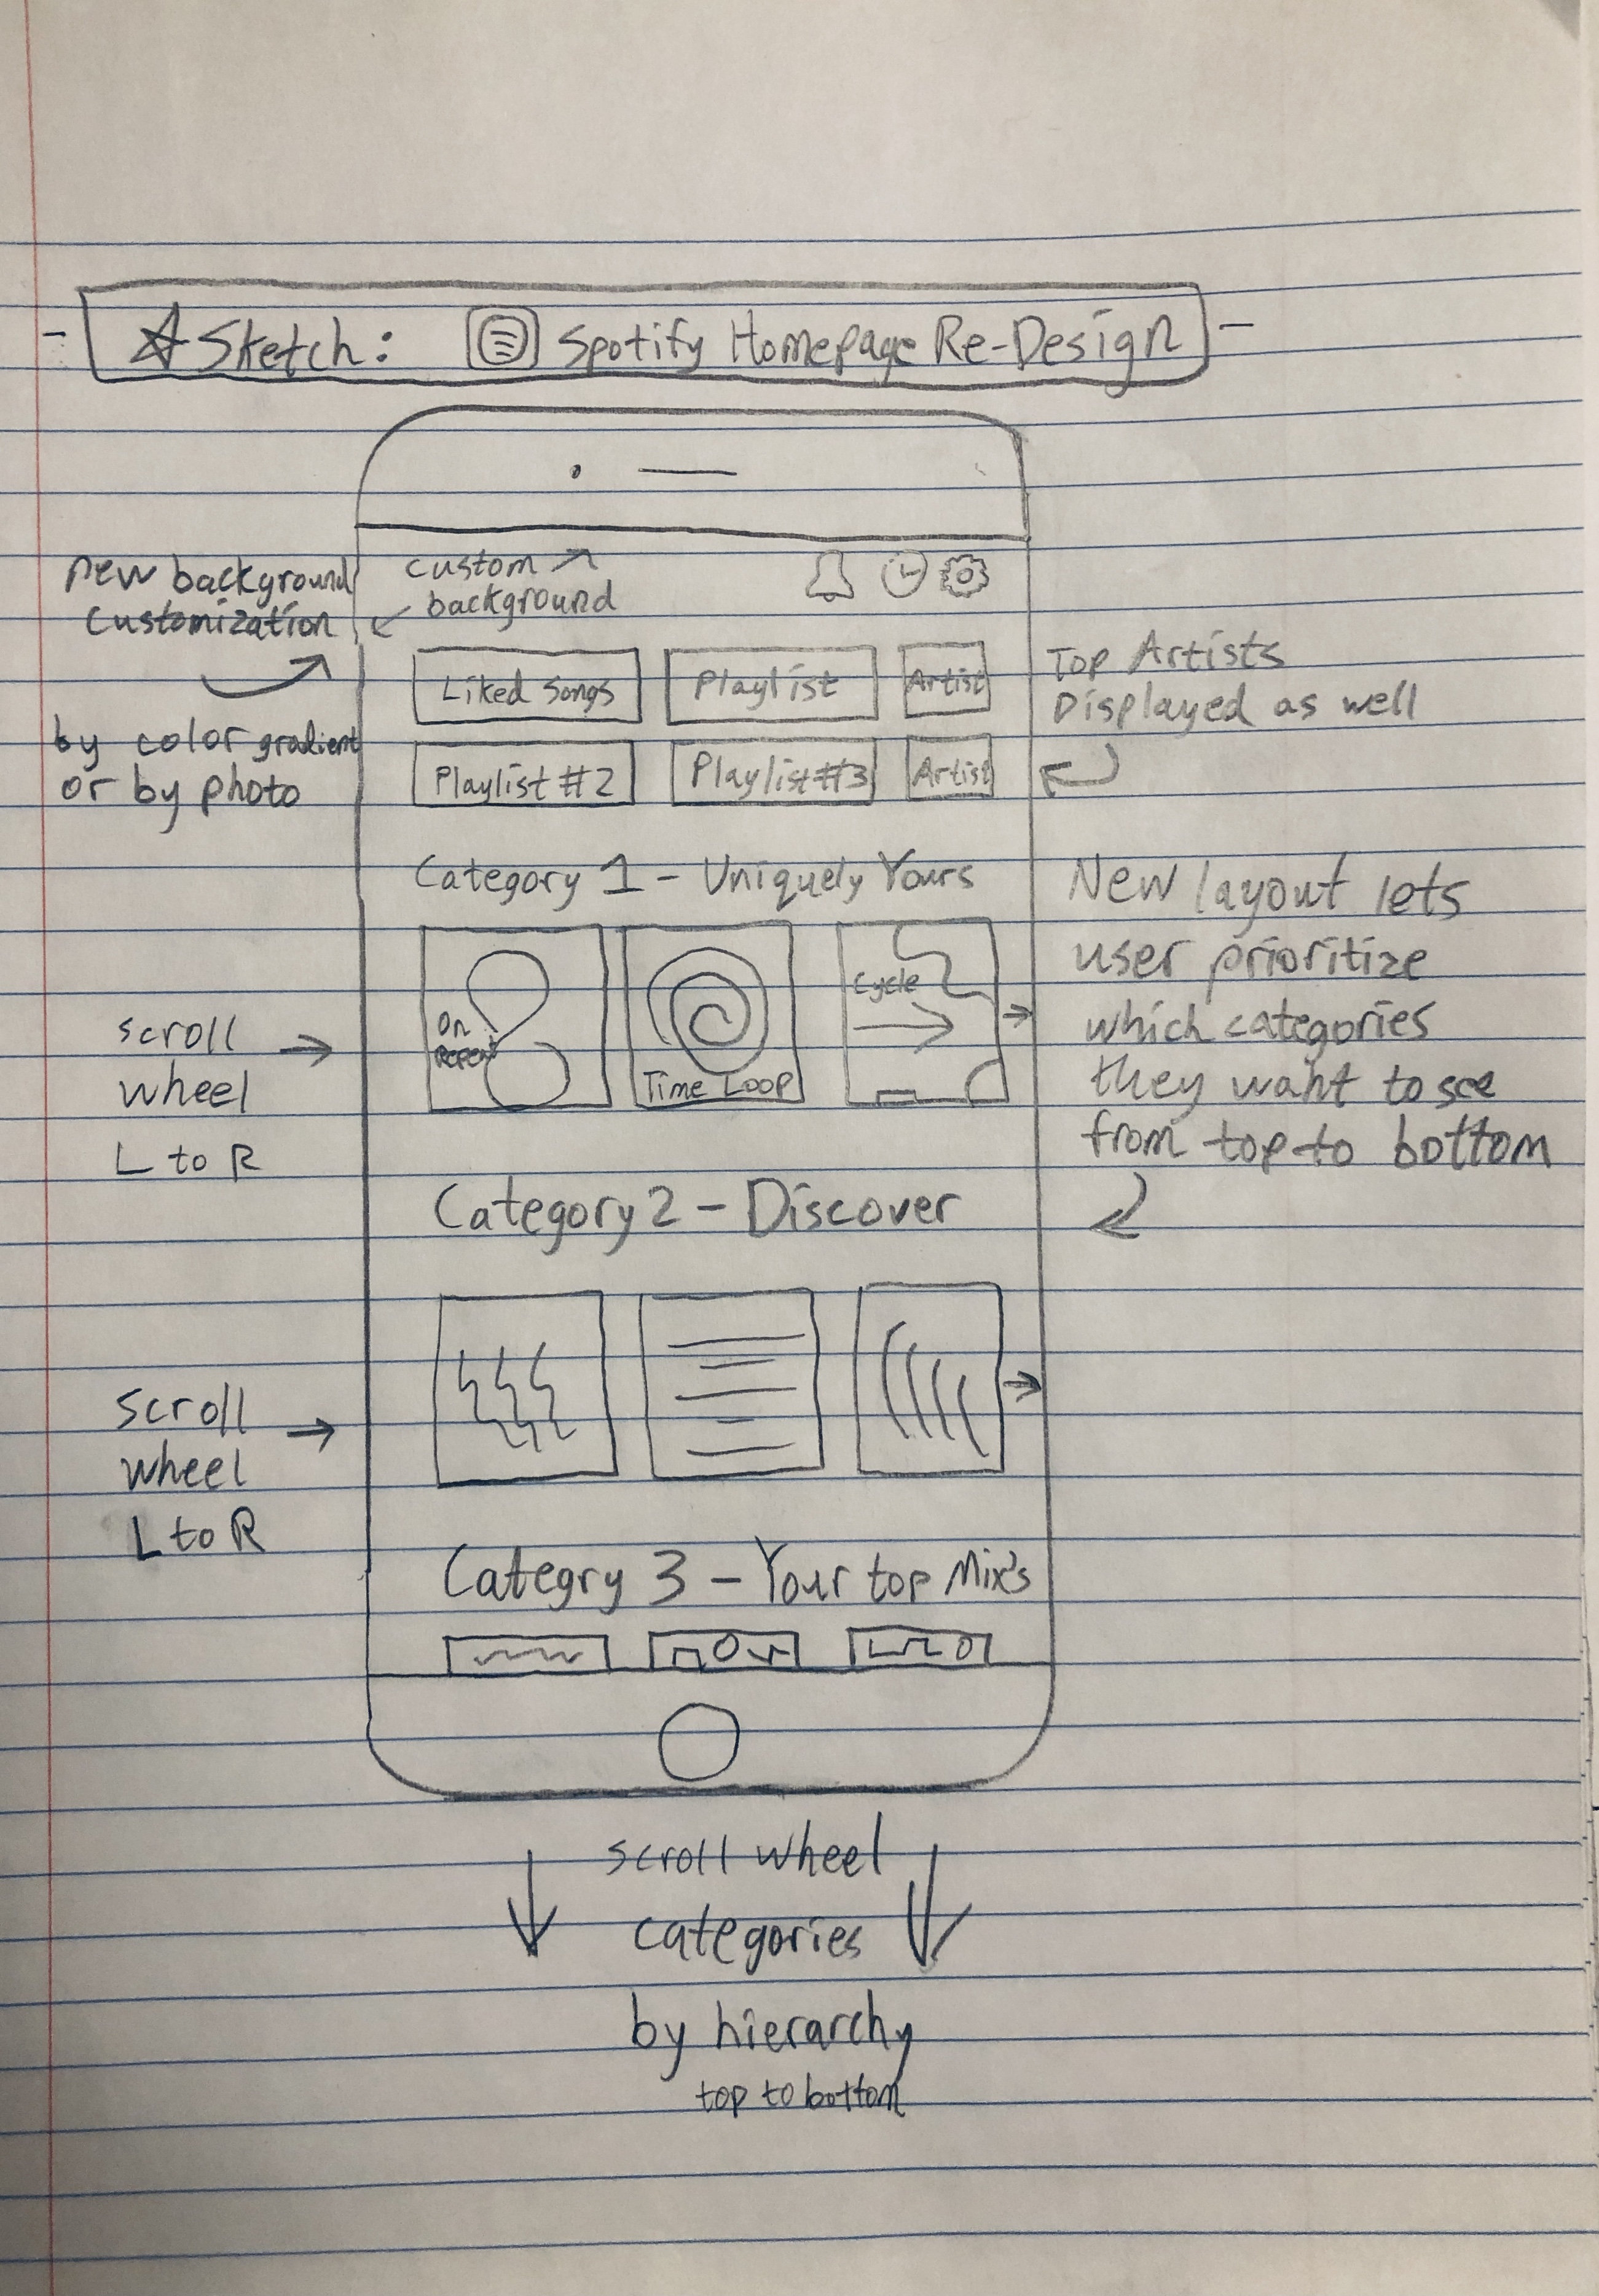 Sketch: Spotify Homepage Re-Design
new background
customization
by color gradient
or by photo
custom
background
Liked Songs
Playlist
Artist
Playlist #2
Playlist #3
Artist
Top Artists
Displayed as well
Category 1 - Uniquely Yours
On
Repeat
Time Loop
Cycle
scroll
wheel
L to R
New layout lets
user prioritize
which categories
they want to see
from top to bottom
Category 2 - Discover
scroll
wheel
L to R
Categry 3 - Your top Mix's
scroll wheel
categories
by hierarchy
top to bottom